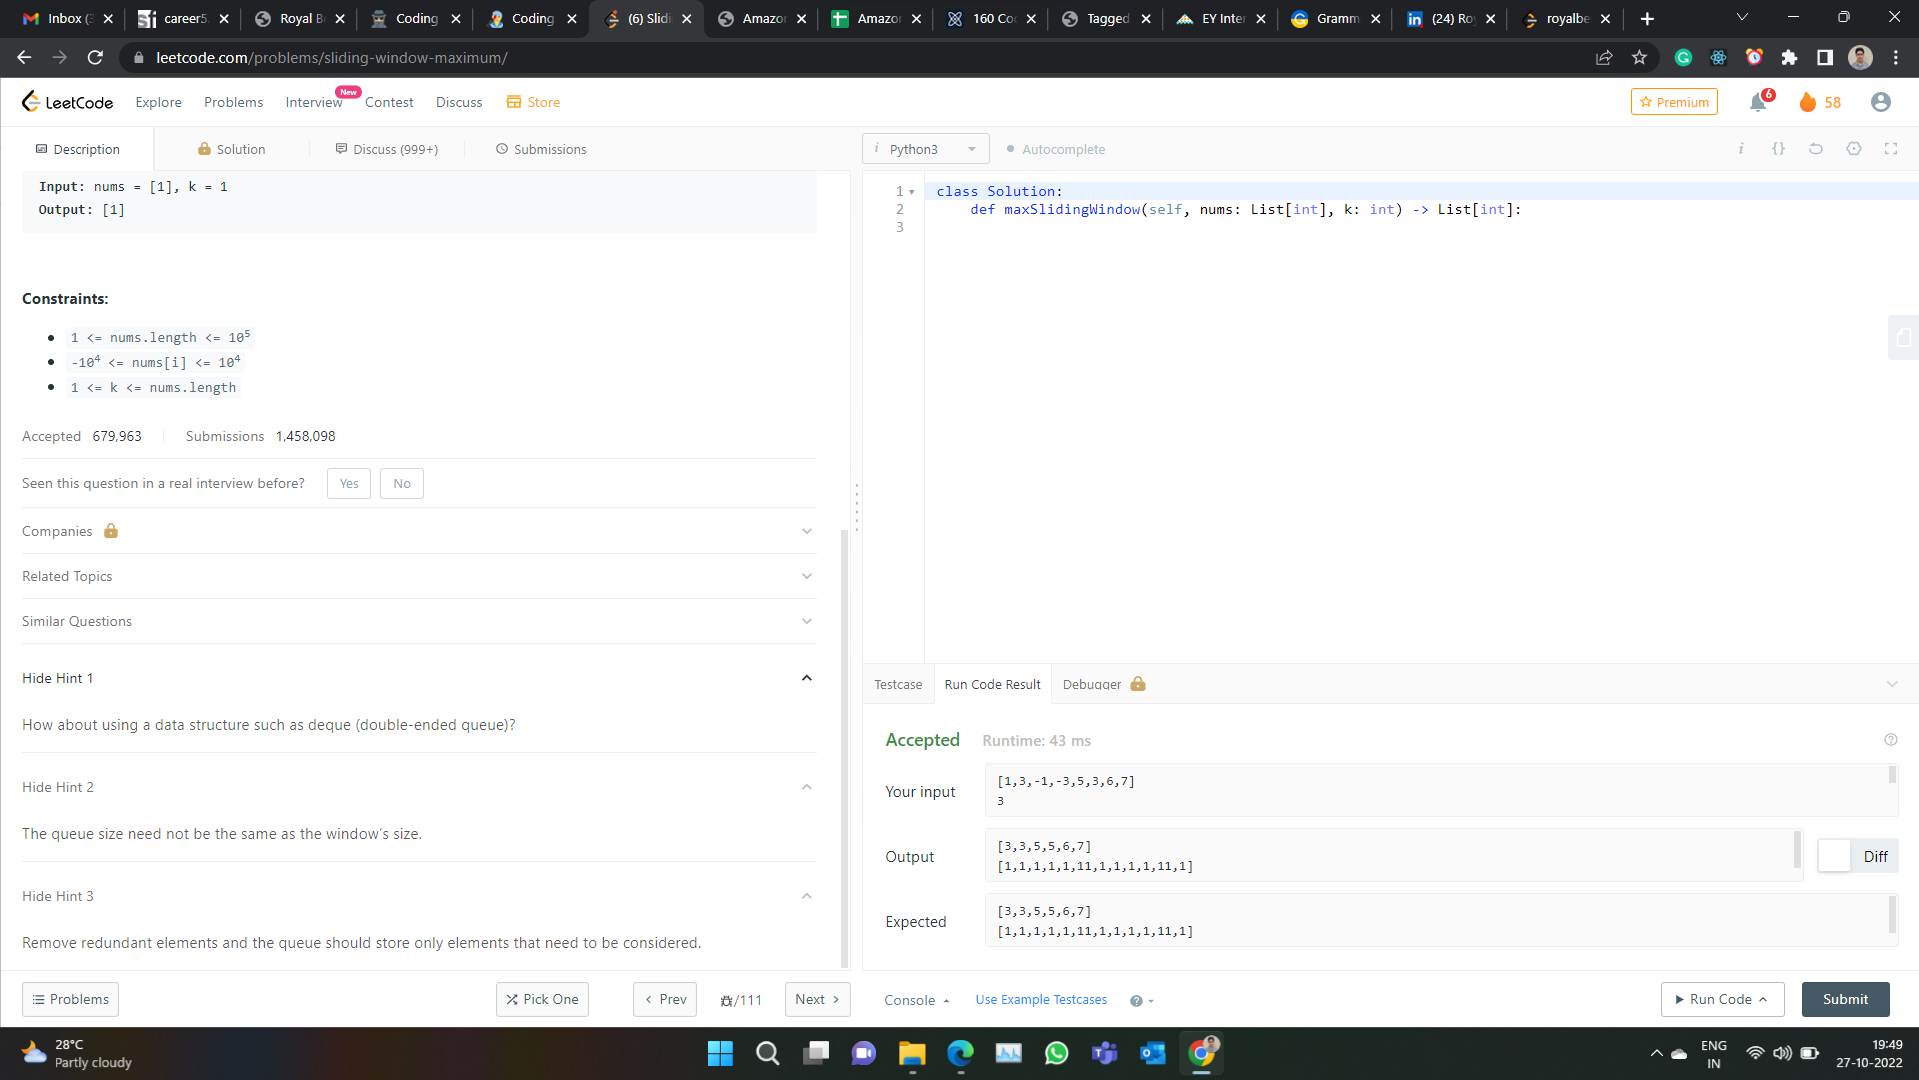 Inbox (3
career5.
Royal B
Coding
Coding
(6) Slidi
Amazon
Amazon
160 Co
Tagged
EY Inter
Gramm
(24) Ro
royalbe
leetcode.com/problems/sliding-window-maximum/
LeetCode
Explore
Problems
Interview
New
Contest
Discuss
Store
Premium
6
58
Description
Solution
Discuss (999+)
Submissions
i Python3
Autocomplete
i {}
Input: nums = [1], k = 1
Output: [1]
Constraints:
1 <= nums.length <= 10⁵
-10⁴ <= nums[i] <= 10⁴
1 <= k <= nums.length
Accepted 679,963
Submissions 1,458,098
Seen this question in a real interview before?
Yes
No
Companies
Related Topics
Similar Questions
Hide Hint 1
How about using a data structure such as deque (double-ended queue)?
Hide Hint 2
The queue size need not be the same as the window's size.
Hide Hint 3
Remove redundant elements and the queue should store only elements that need to be considered.
Problems
Pick One
Prev
/111
Next
1 class Solution:
2 def maxSlidingWindow(self, nums: List[int], k: int) -> List[int]:
3
Testcase
Run Code Result
Debugger
Accepted
Runtime: 43 ms
Your input
[1,3,-1,-3,5,3,6,7]
3
Output
[3,3,5,5,6,7]
[1,1,1,1,1,11,1,1,1,1,11,1]
Diff
Expected
[3,3,5,5,6,7]
[1,1,1,1,1,11,1,1,1,1,11,1]
Console
Use Example Testcases
Run Code
Submit
28°C
Partly cloudy
ENG
IN
19:49
27-10-2022